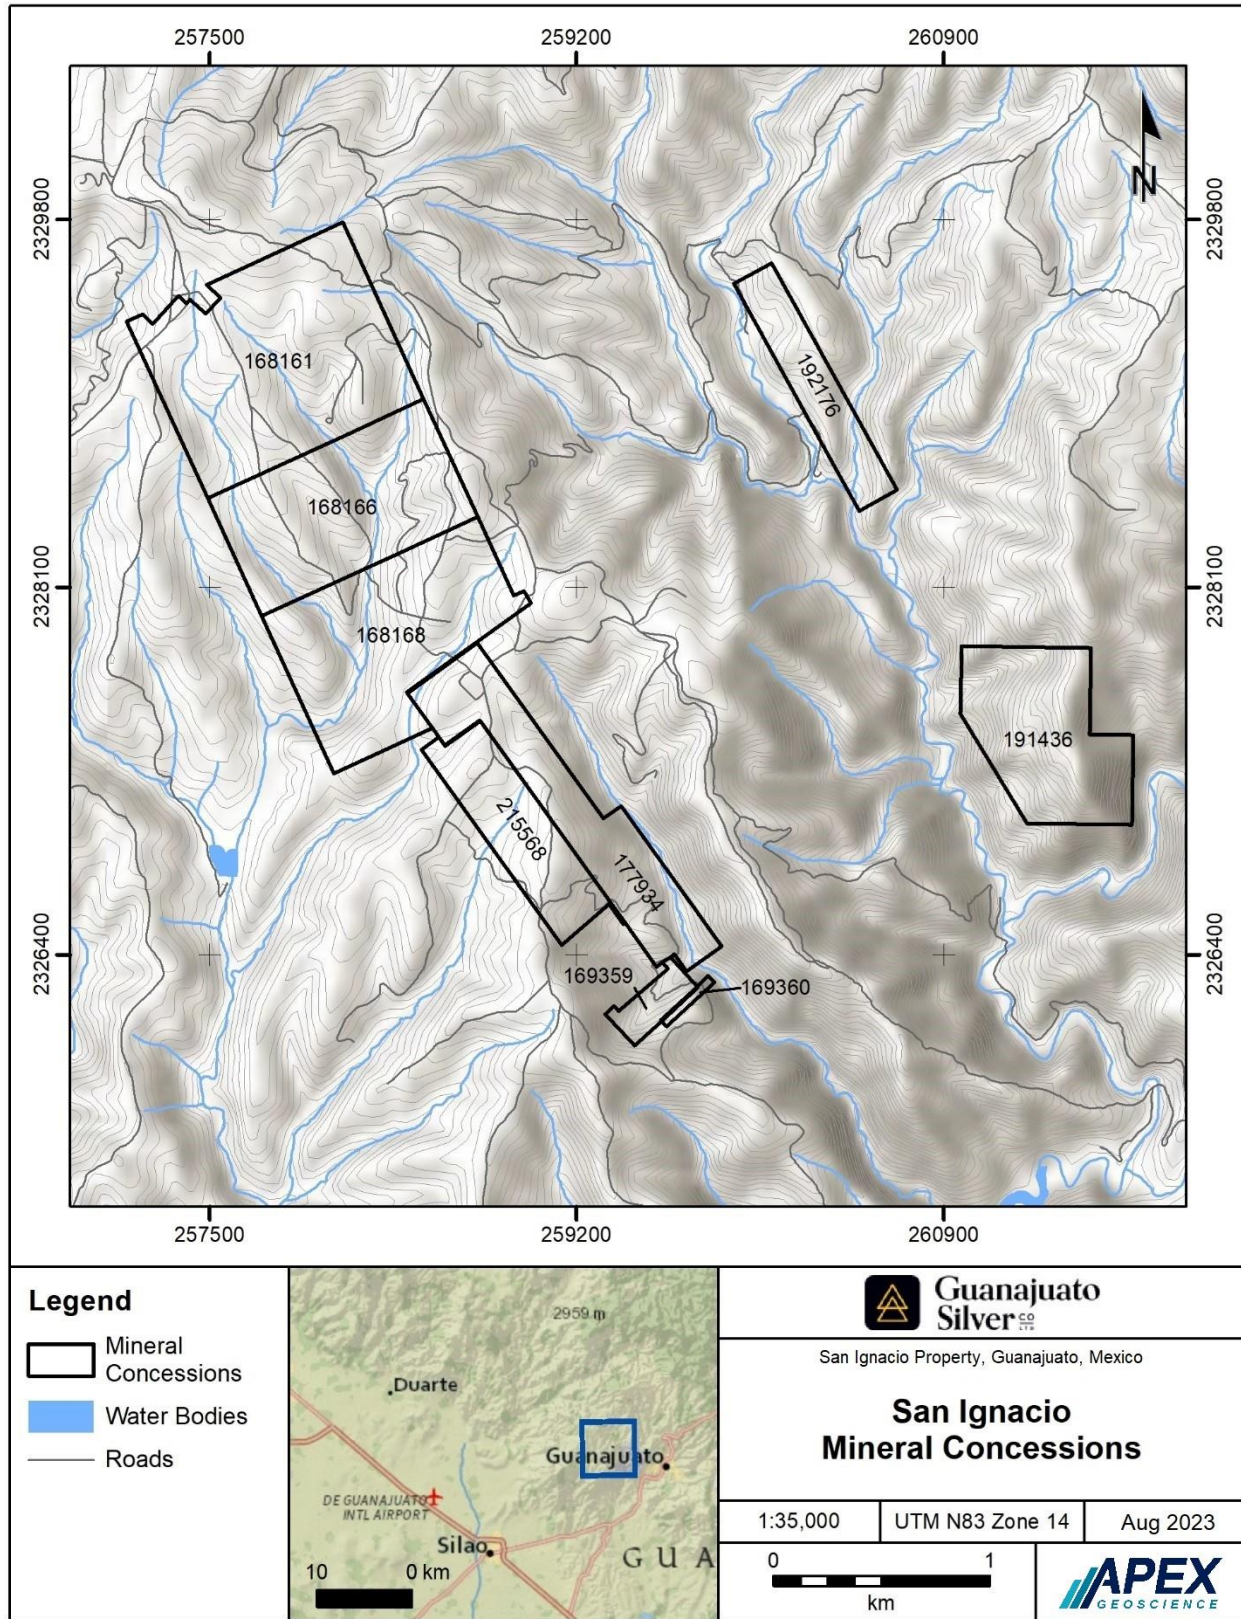 257500
259200
260900
N
2329800
2329800
168161
192176
168166
2328100
2328100
168168
191436
215568
177934
2326400
2326400
169359
169360
257500
259200
260900
Legend
Mineral
Concessions
Water Bodies
Roads
2959 m
Duarte
Guanajuato
DE GUANAJUATO
INTL AIRPORT
Silao
G U A
10 0 km
Guanajuato
Silver CO
LTD
San Ignacio Property, Guanajuato, Mexico
San Ignacio
Mineral Concessions
1:35,000
UTM N83 Zone 14
Aug 2023
0 1
km
APEX
GEOSCIENCE